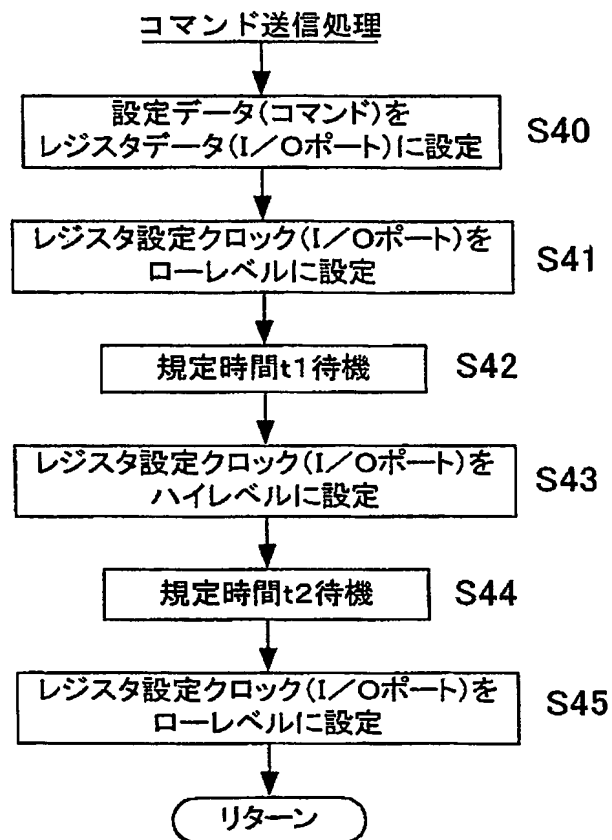 コマンド送信処理
設定データ(コマンド)を
レジスタデータ(I/Oポート)に設定
S40
レジスタ設定クロック(I/Oポート)を
ローレベルに設定
S41
規定時間t1待機
S42
レジスタ設定クロック(I/Oポート)を
ハイレベルに設定
S43
規定時間t2待機
S44
レジスタ設定クロック(I/Oポート)を
ローレベルに設定
S45
リターン